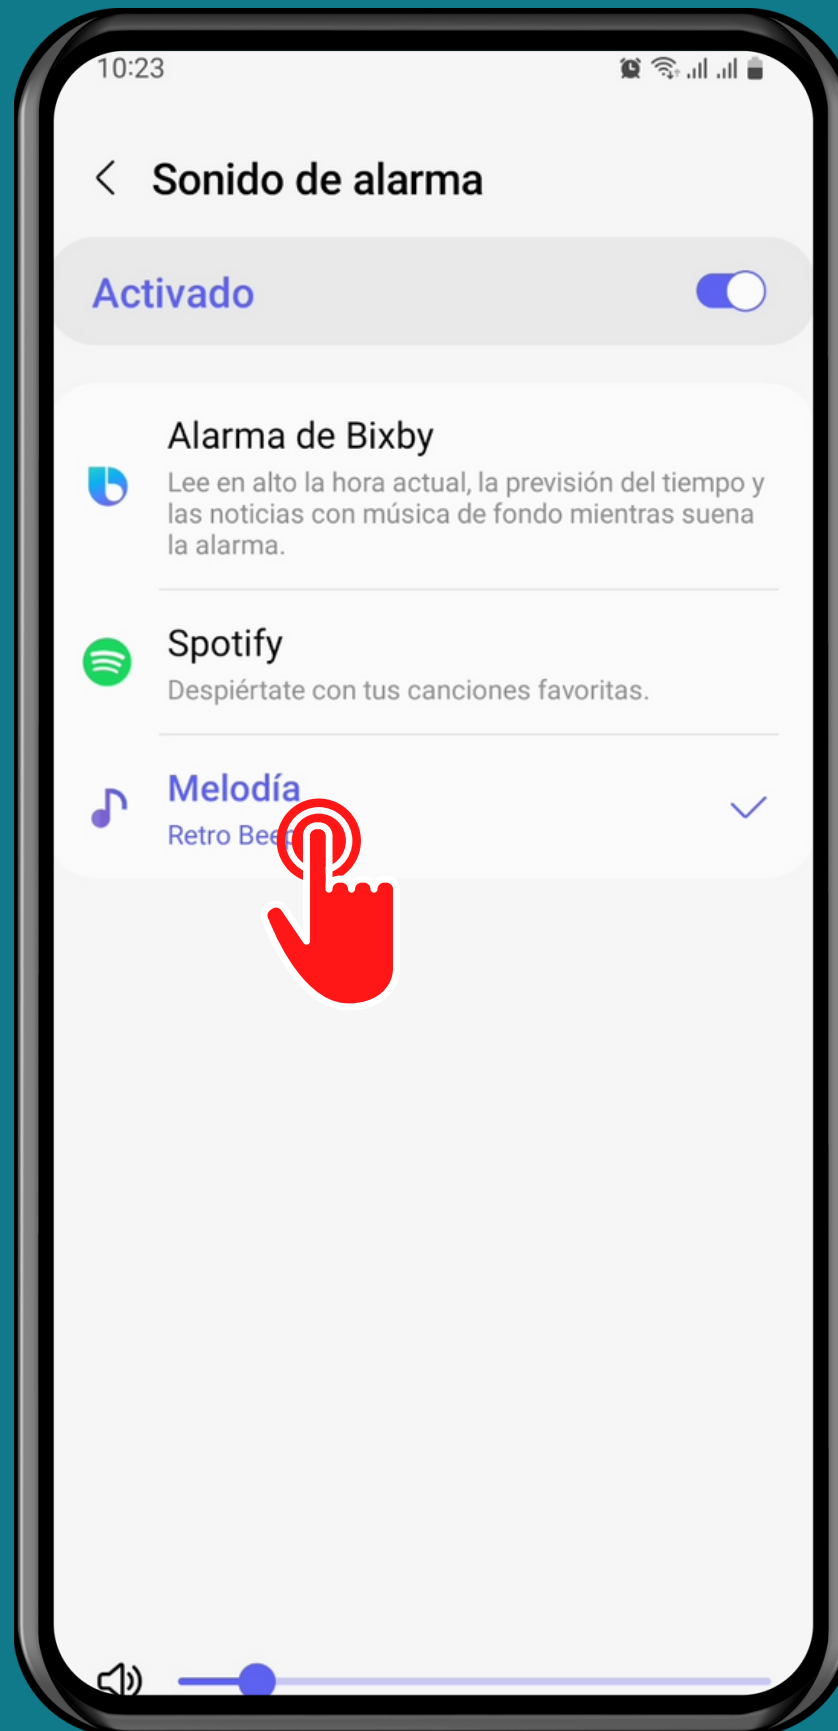 10:23
Sonido de alarma
Activado
Alarma de Bixby
Lee en alto la hora actual, la previsión del tiempo y
las noticias con música de fondo mientras suena
la alarma.
Spotify
Despiértate con tus canciones favoritas.
Melodía
Retro Beep